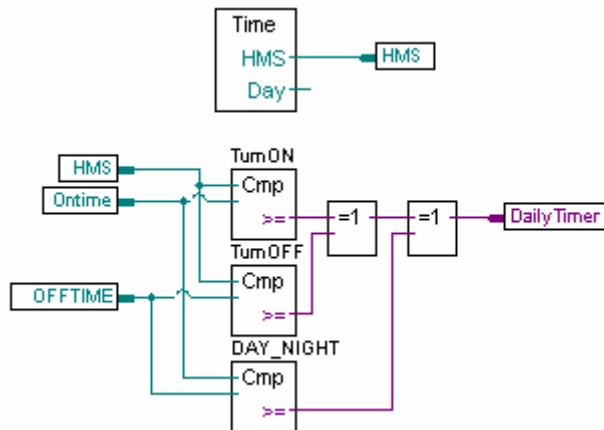 Time
HMS
HMS
Day
HMS
Ontime
OFFTIME
TurnON
Cmp
>=
=1
=1
DailyTimer
TurnOFF
Cmp
>=
DAY_NIGHT
Cmp
>=